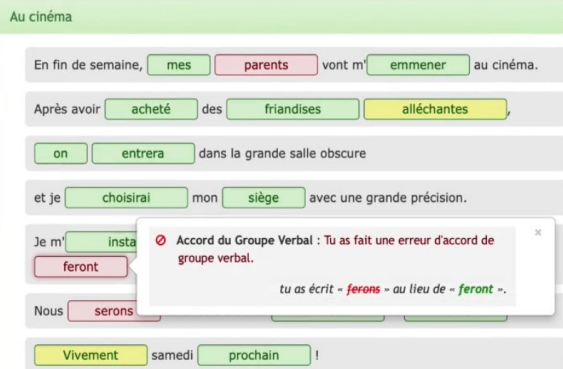 Au cinéma
En fin de semaine, mes parents vont m'emmener au cinéma.
Après avoir acheté des friandises alléchantes,
on entrera dans la grande salle obscure
et je choisirai mon siège avec une grande précision.
Je m'insta
feront
Accord du Groupe Verbal : Tu as fait une erreur d'accord de
groupe verbal.
tu as écrit « ferons » au lieu de « feront ».
×
Nous serons
Vivement samedi prochain !